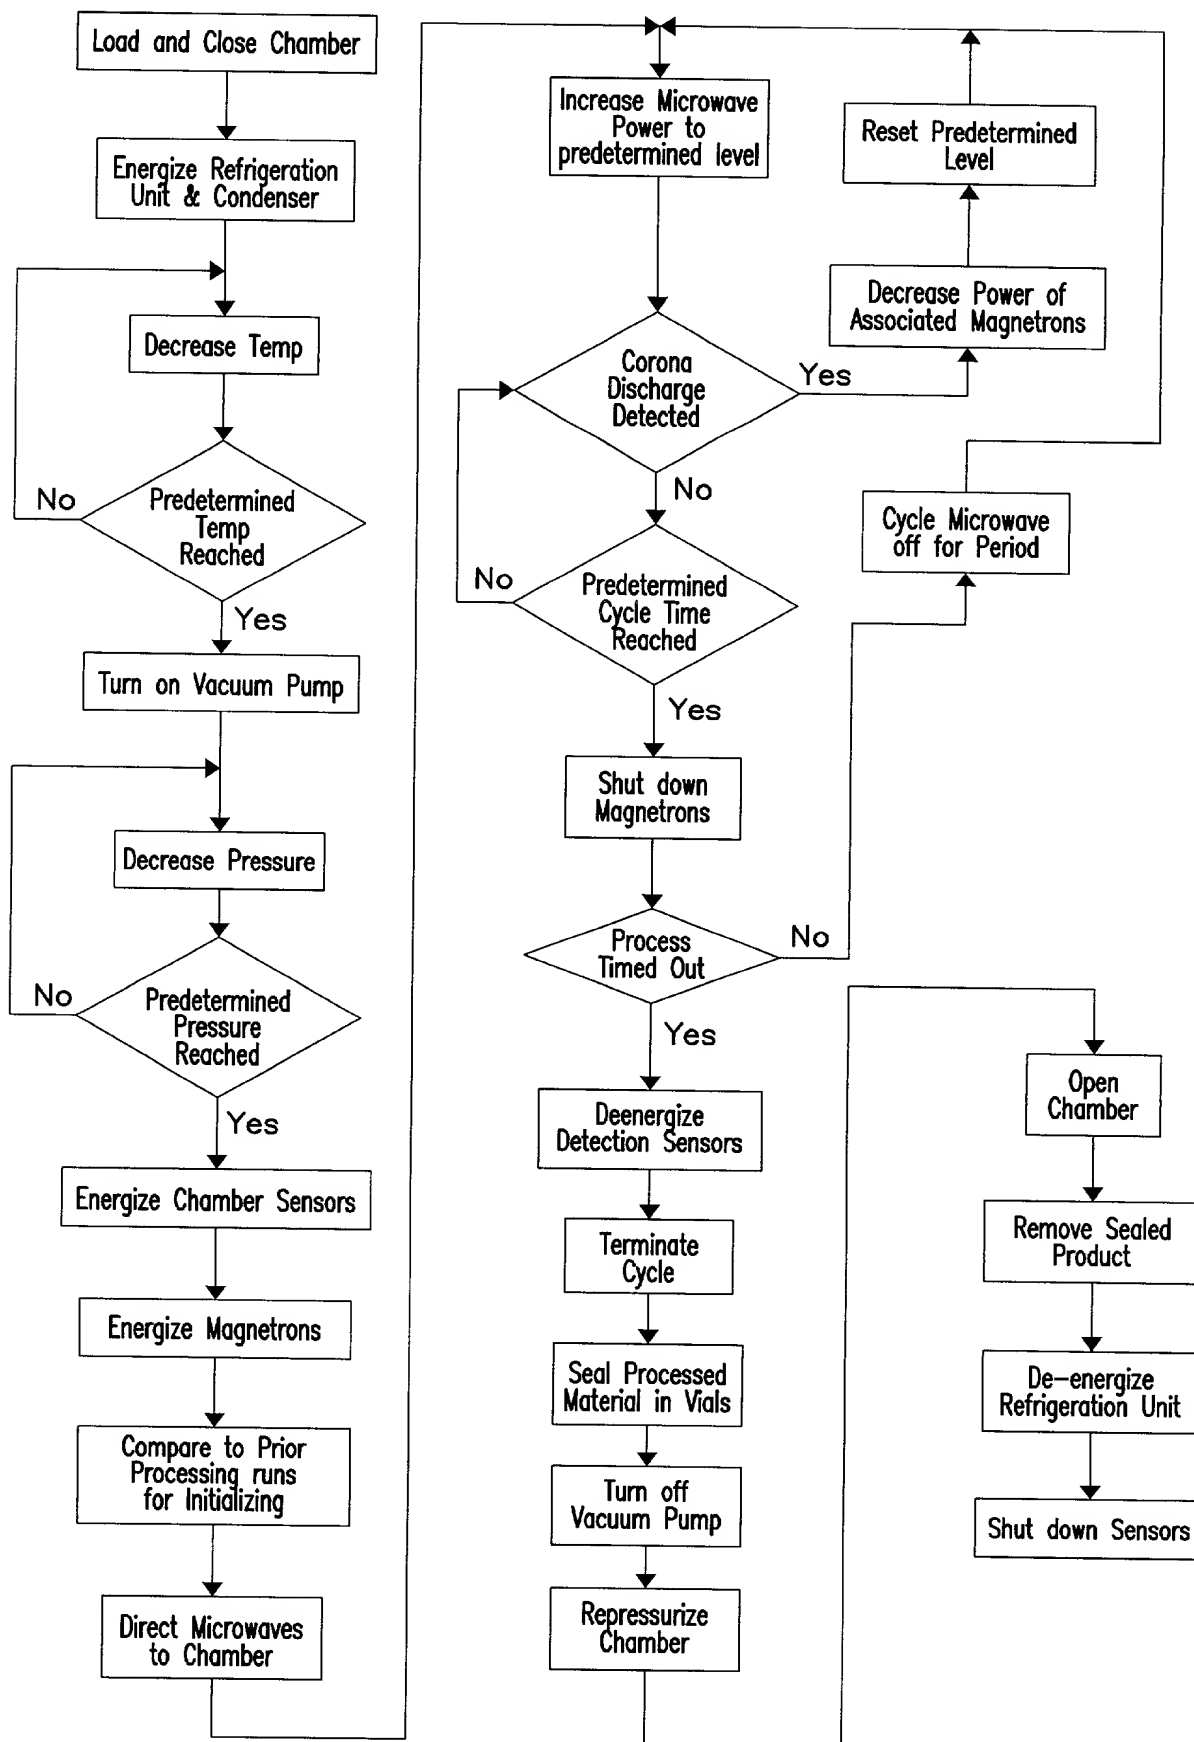 Load and Close Chamber
Energize Refrigeration
Unit & Condenser
Decrease Temp
Predetermined
Temp
Reached
No
Yes
Turn on Vacuum Pump
Decrease Pressure
Predetermined
Pressure
Reached
No
Yes
Energize Chamber Sensors
Energize Magnetrons
Compare to Prior
Processing runs
for Initializing
Direct Microwaves
to Chamber
Increase Microwave
Power to
predetermined level
Reset Predetermined
Level
Decrease Power of
Associated Magnetrons
Corona
Discharge
Detected
Yes
No
Cycle Microwave
off for Period
Predetermined
Cycle Time
Reached
No
Yes
Shut down
Magnetrons
Process
Timed Out
No
Yes
Deenergize
Detection Sensors
Terminate
Cycle
Seal Processed
Material in Vials
Turn off
Vacuum Pump
Repressurize
Chamber
Open
Chamber
Remove Sealed
Product
De-energize
Refrigeration Unit
Shut down Sensors